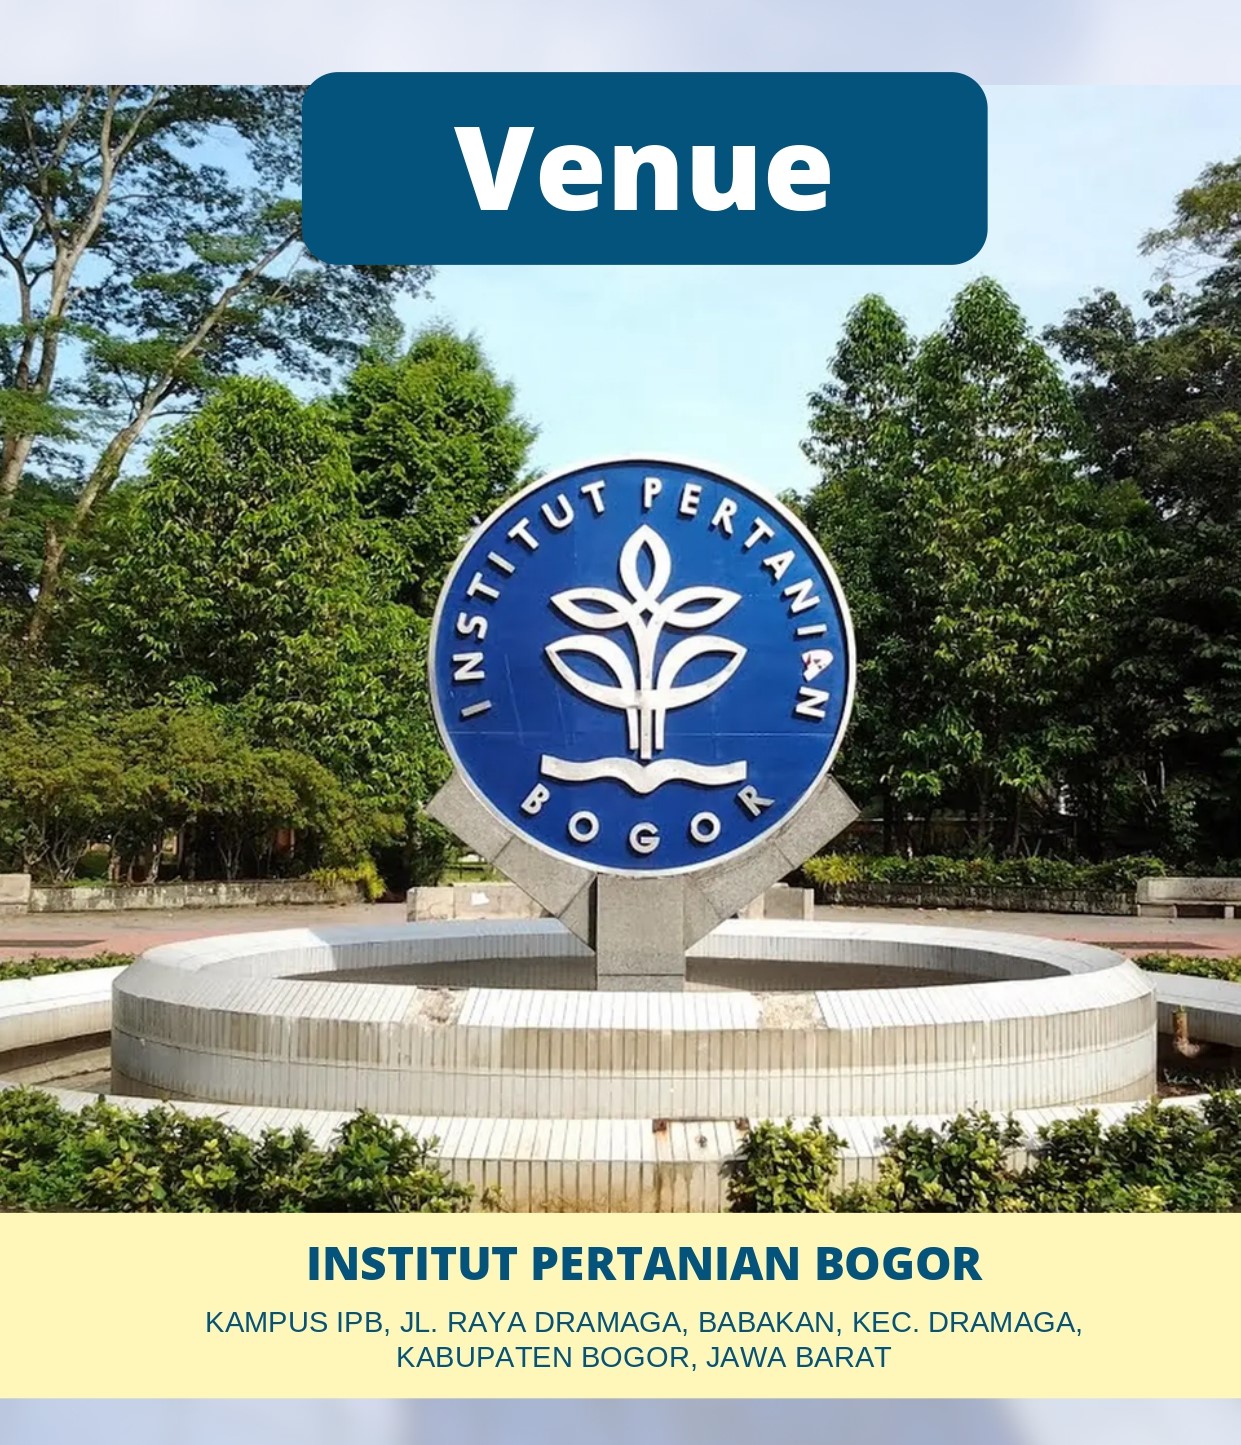 Venue
INSTITUT PERTANIAN
BOGOR
INSTITUT PERTANIAN BOGOR
KAMPUS IPB, JL. RAYA DRAMAGA, BABAKAN, KEC. DRAMAGA,
KABUPATEN BOGOR, JAWA BARAT